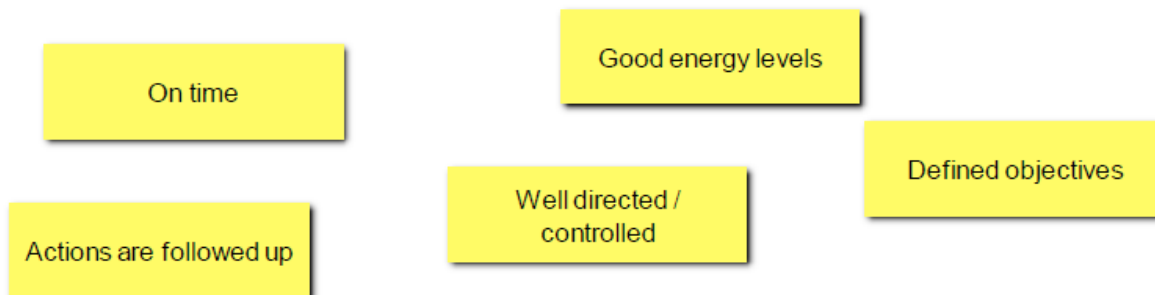 Good energy levels
On time
Defined objectives
Well directed /
controlled
Actions are followed up